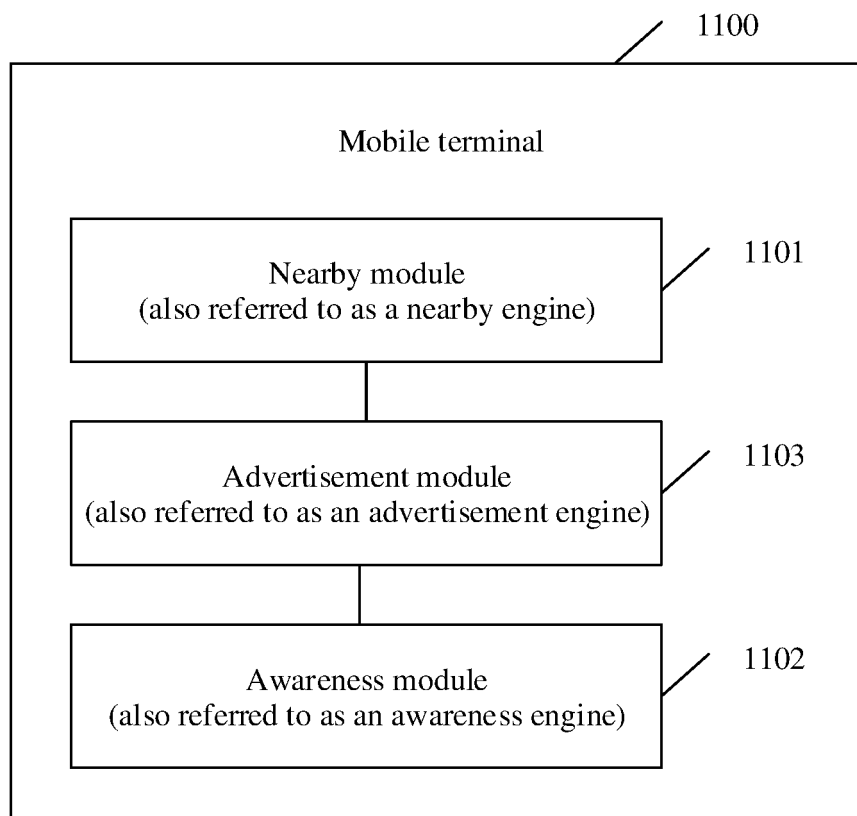 1100
Mobile terminal
Nearby module
(also referred to as a nearby engine)
1101
Advertisement module
(also referred to as an advertisement engine)
1103
Awareness module
(also referred to as an awareness engine)
1102